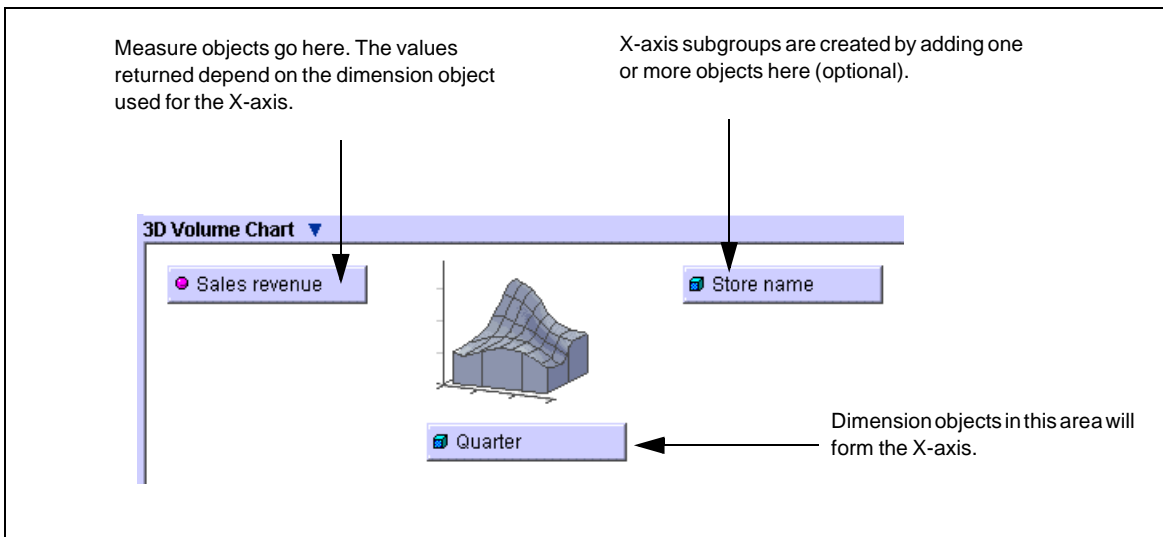 Measure objects go here. The values
returned depend on the dimension object
used for the X-axis.
X-axis subgroups are created by adding one
or more objects here (optional).
3D Volume Chart
Sales revenue
Store name
Quarter
Dimension objects in this area will
form the X-axis.